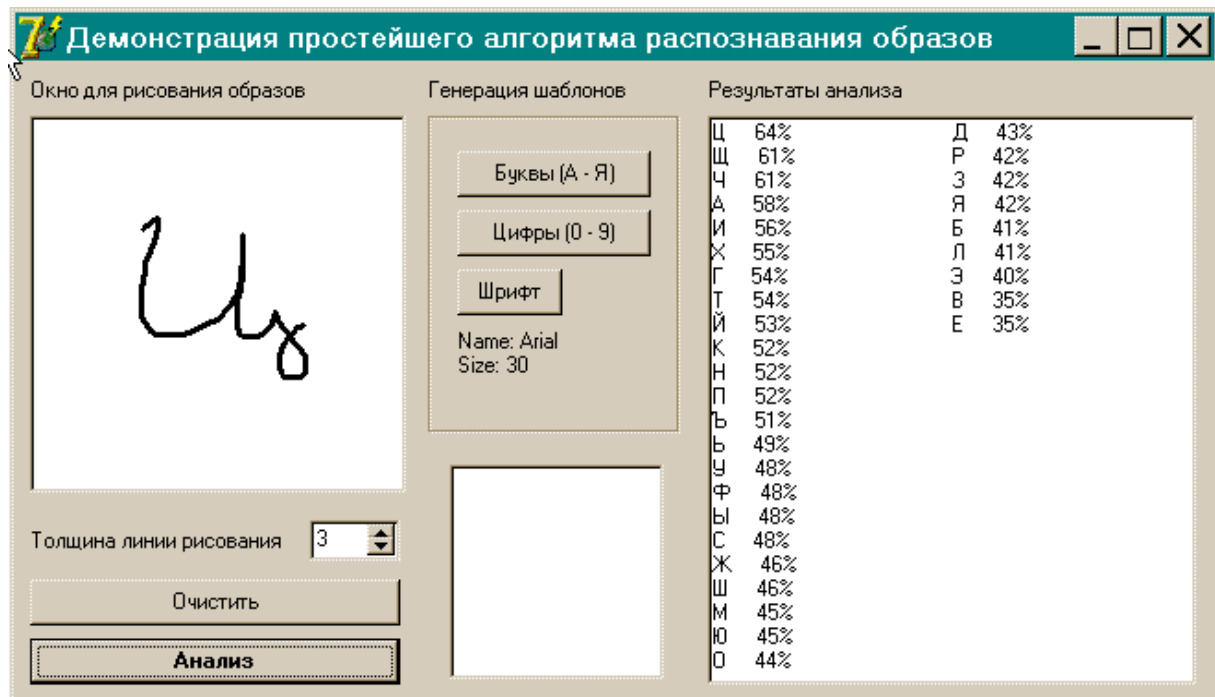 Демонстрация простейшего алгоритма распознавания образов
Окно для рисования образов
Ц
Толщина линии рисования 3
Очистить
Анализ
Генерация шаблонов
Буквы (А - Я)
Цифры (0 - 9)
Шрифт
Name: Arial
Size: 30
Результаты анализа
Ц 64%
Щ 61%
Ч 61%
А 58%
И 56%
Х 55%
Г 54%
Т 54%
Й 53%
К 52%
Н 52%
П 52%
Ъ 51%
Ь 49%
У 48%
Ф 48%
Ы 48%
С 48%
Ж 46%
Ш 46%
М 45%
Ю 45%
О 44%
Д 43%
Р 42%
З 42%
Я 42%
Б 41%
Л 41%
Э 40%
В 35%
Е 35%